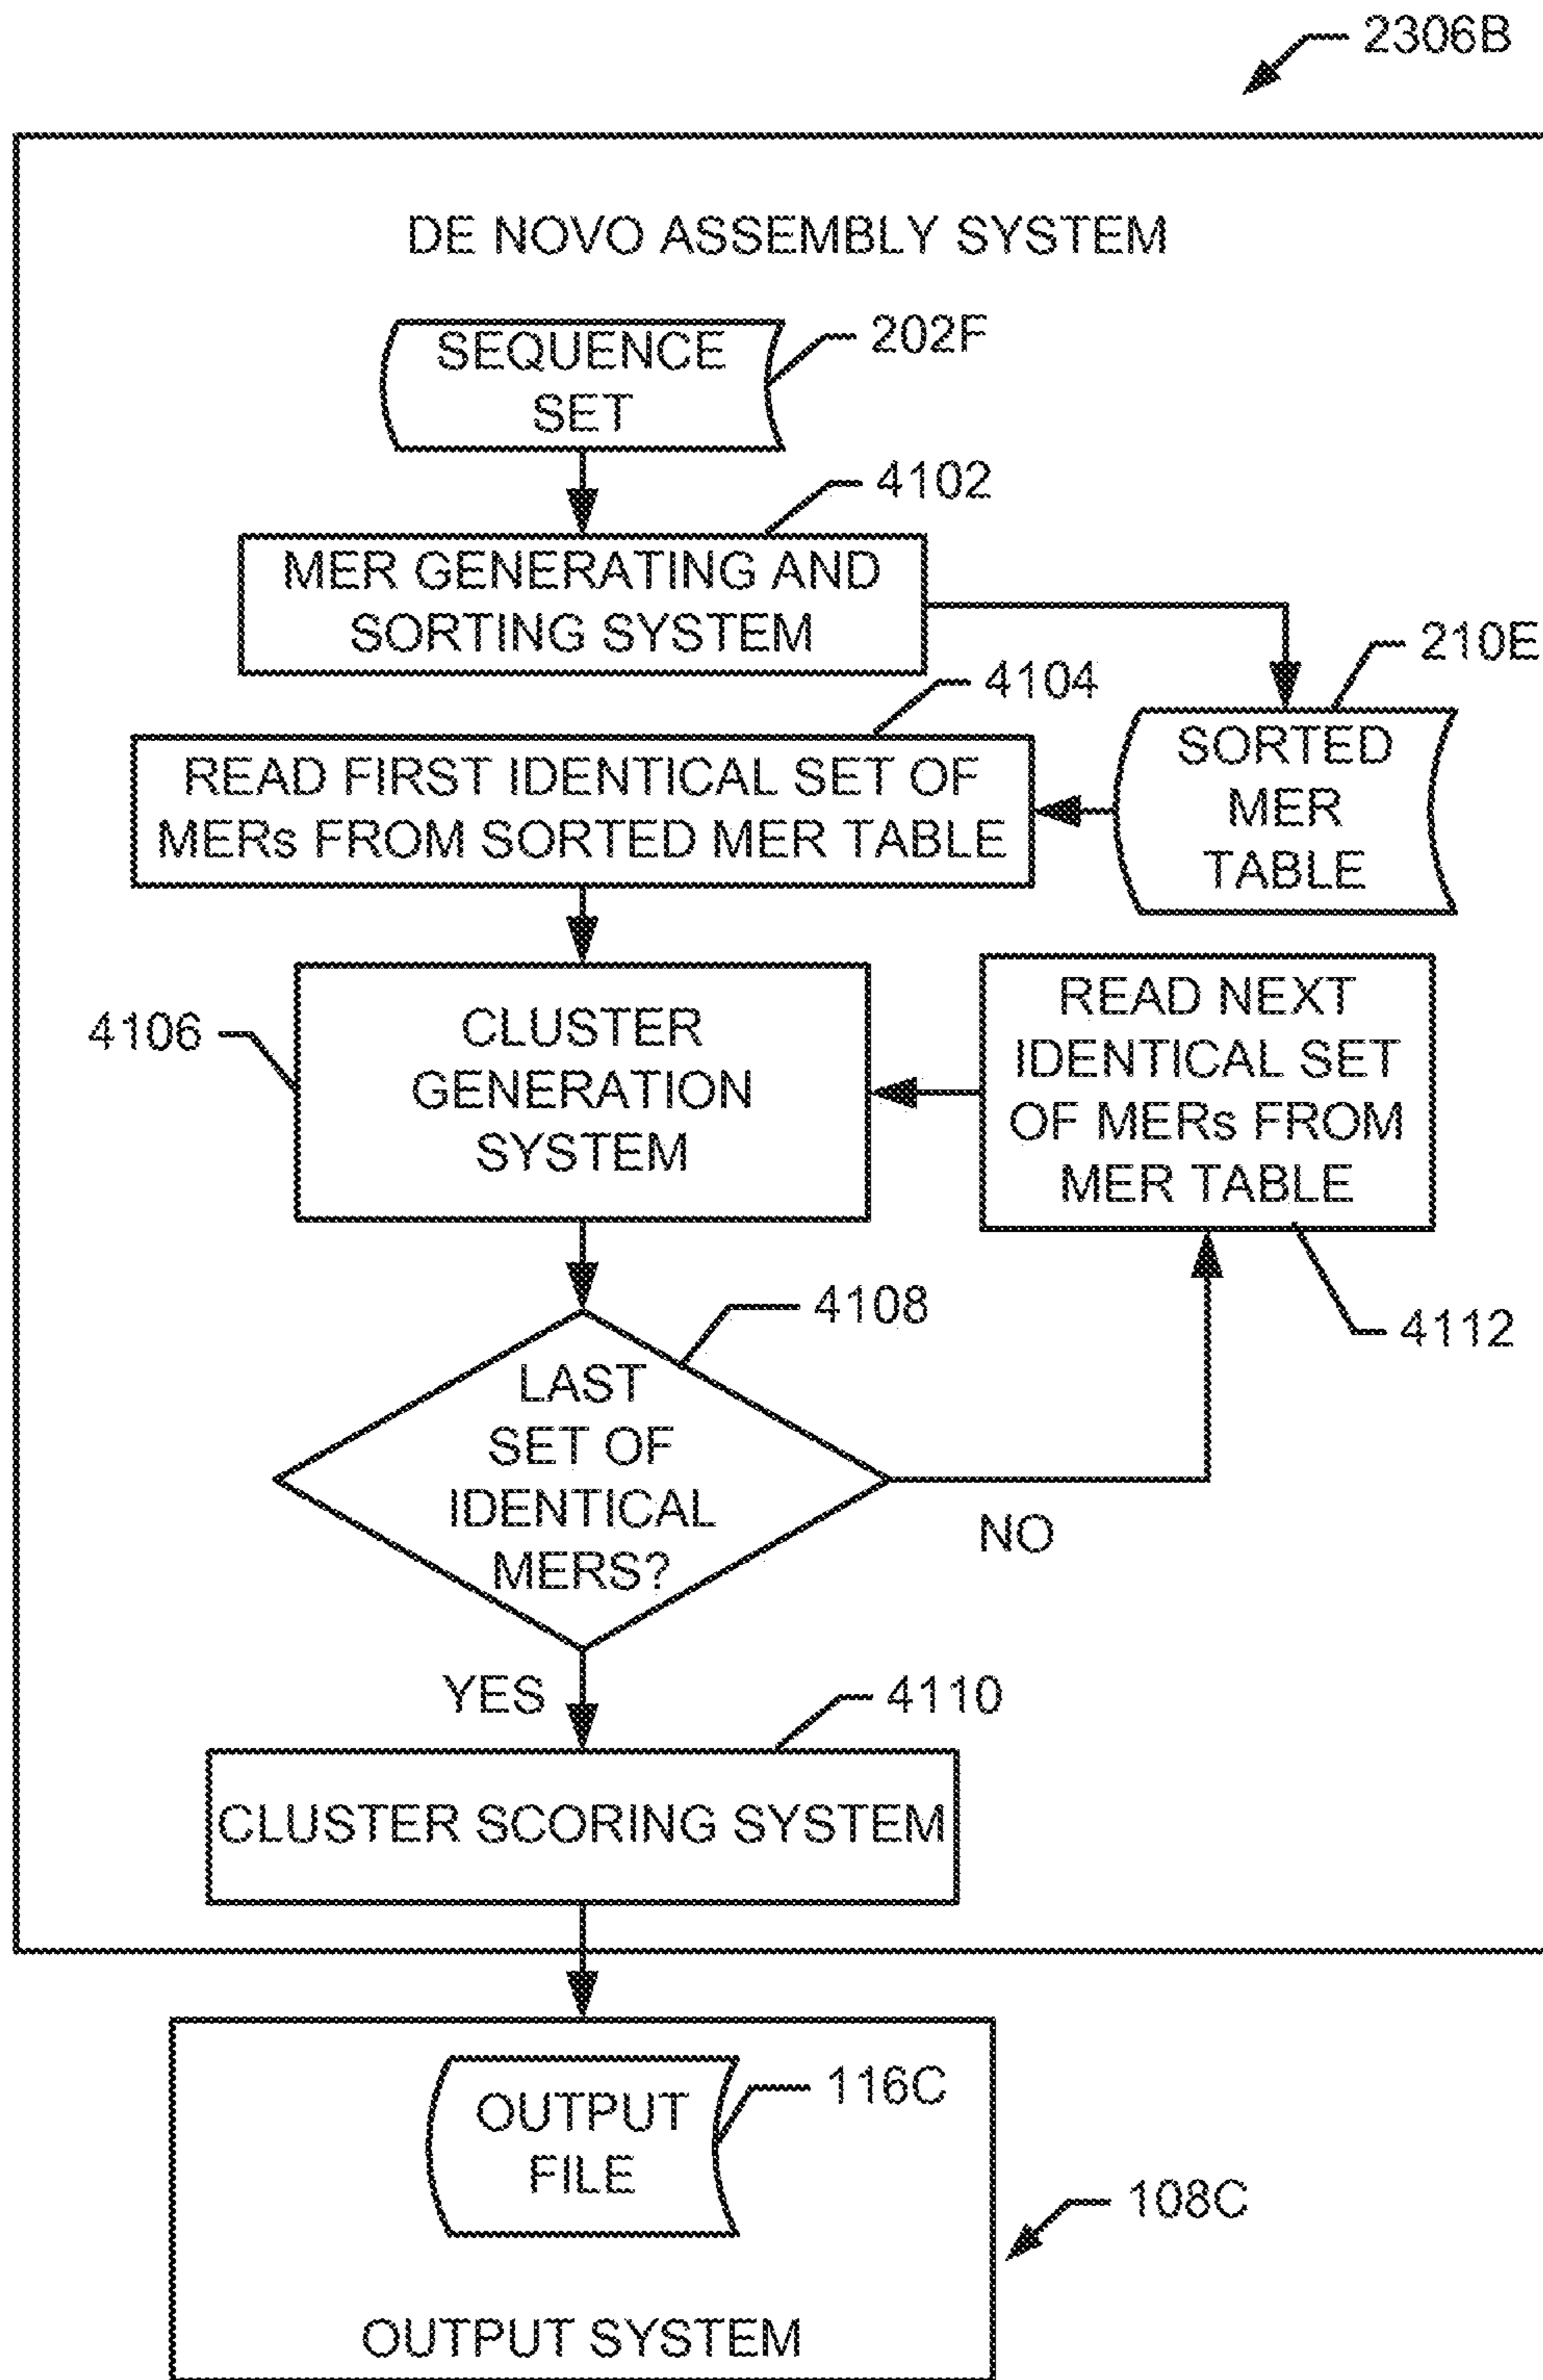 2306B
DE NOVO ASSEMBLY SYSTEM
SEQUENCE
SET
202F
4102
MER GENERATING AND
SORTING SYSTEM
210E
4104
READ FIRST IDENTICAL SET OF
MERs FROM SORTED MER TABLE
SORTED
MER
TABLE
4106
CLUSTER
GENERATION
SYSTEM
READ NEXT
IDENTICAL SET
OF MERs FROM
MER TABLE
4108
4112
LAST
SET OF
IDENTICAL
MERS?
NO
YES
4110
CLUSTER SCORING SYSTEM
OUTPUT
FILE
116C
108C
OUTPUT SYSTEM